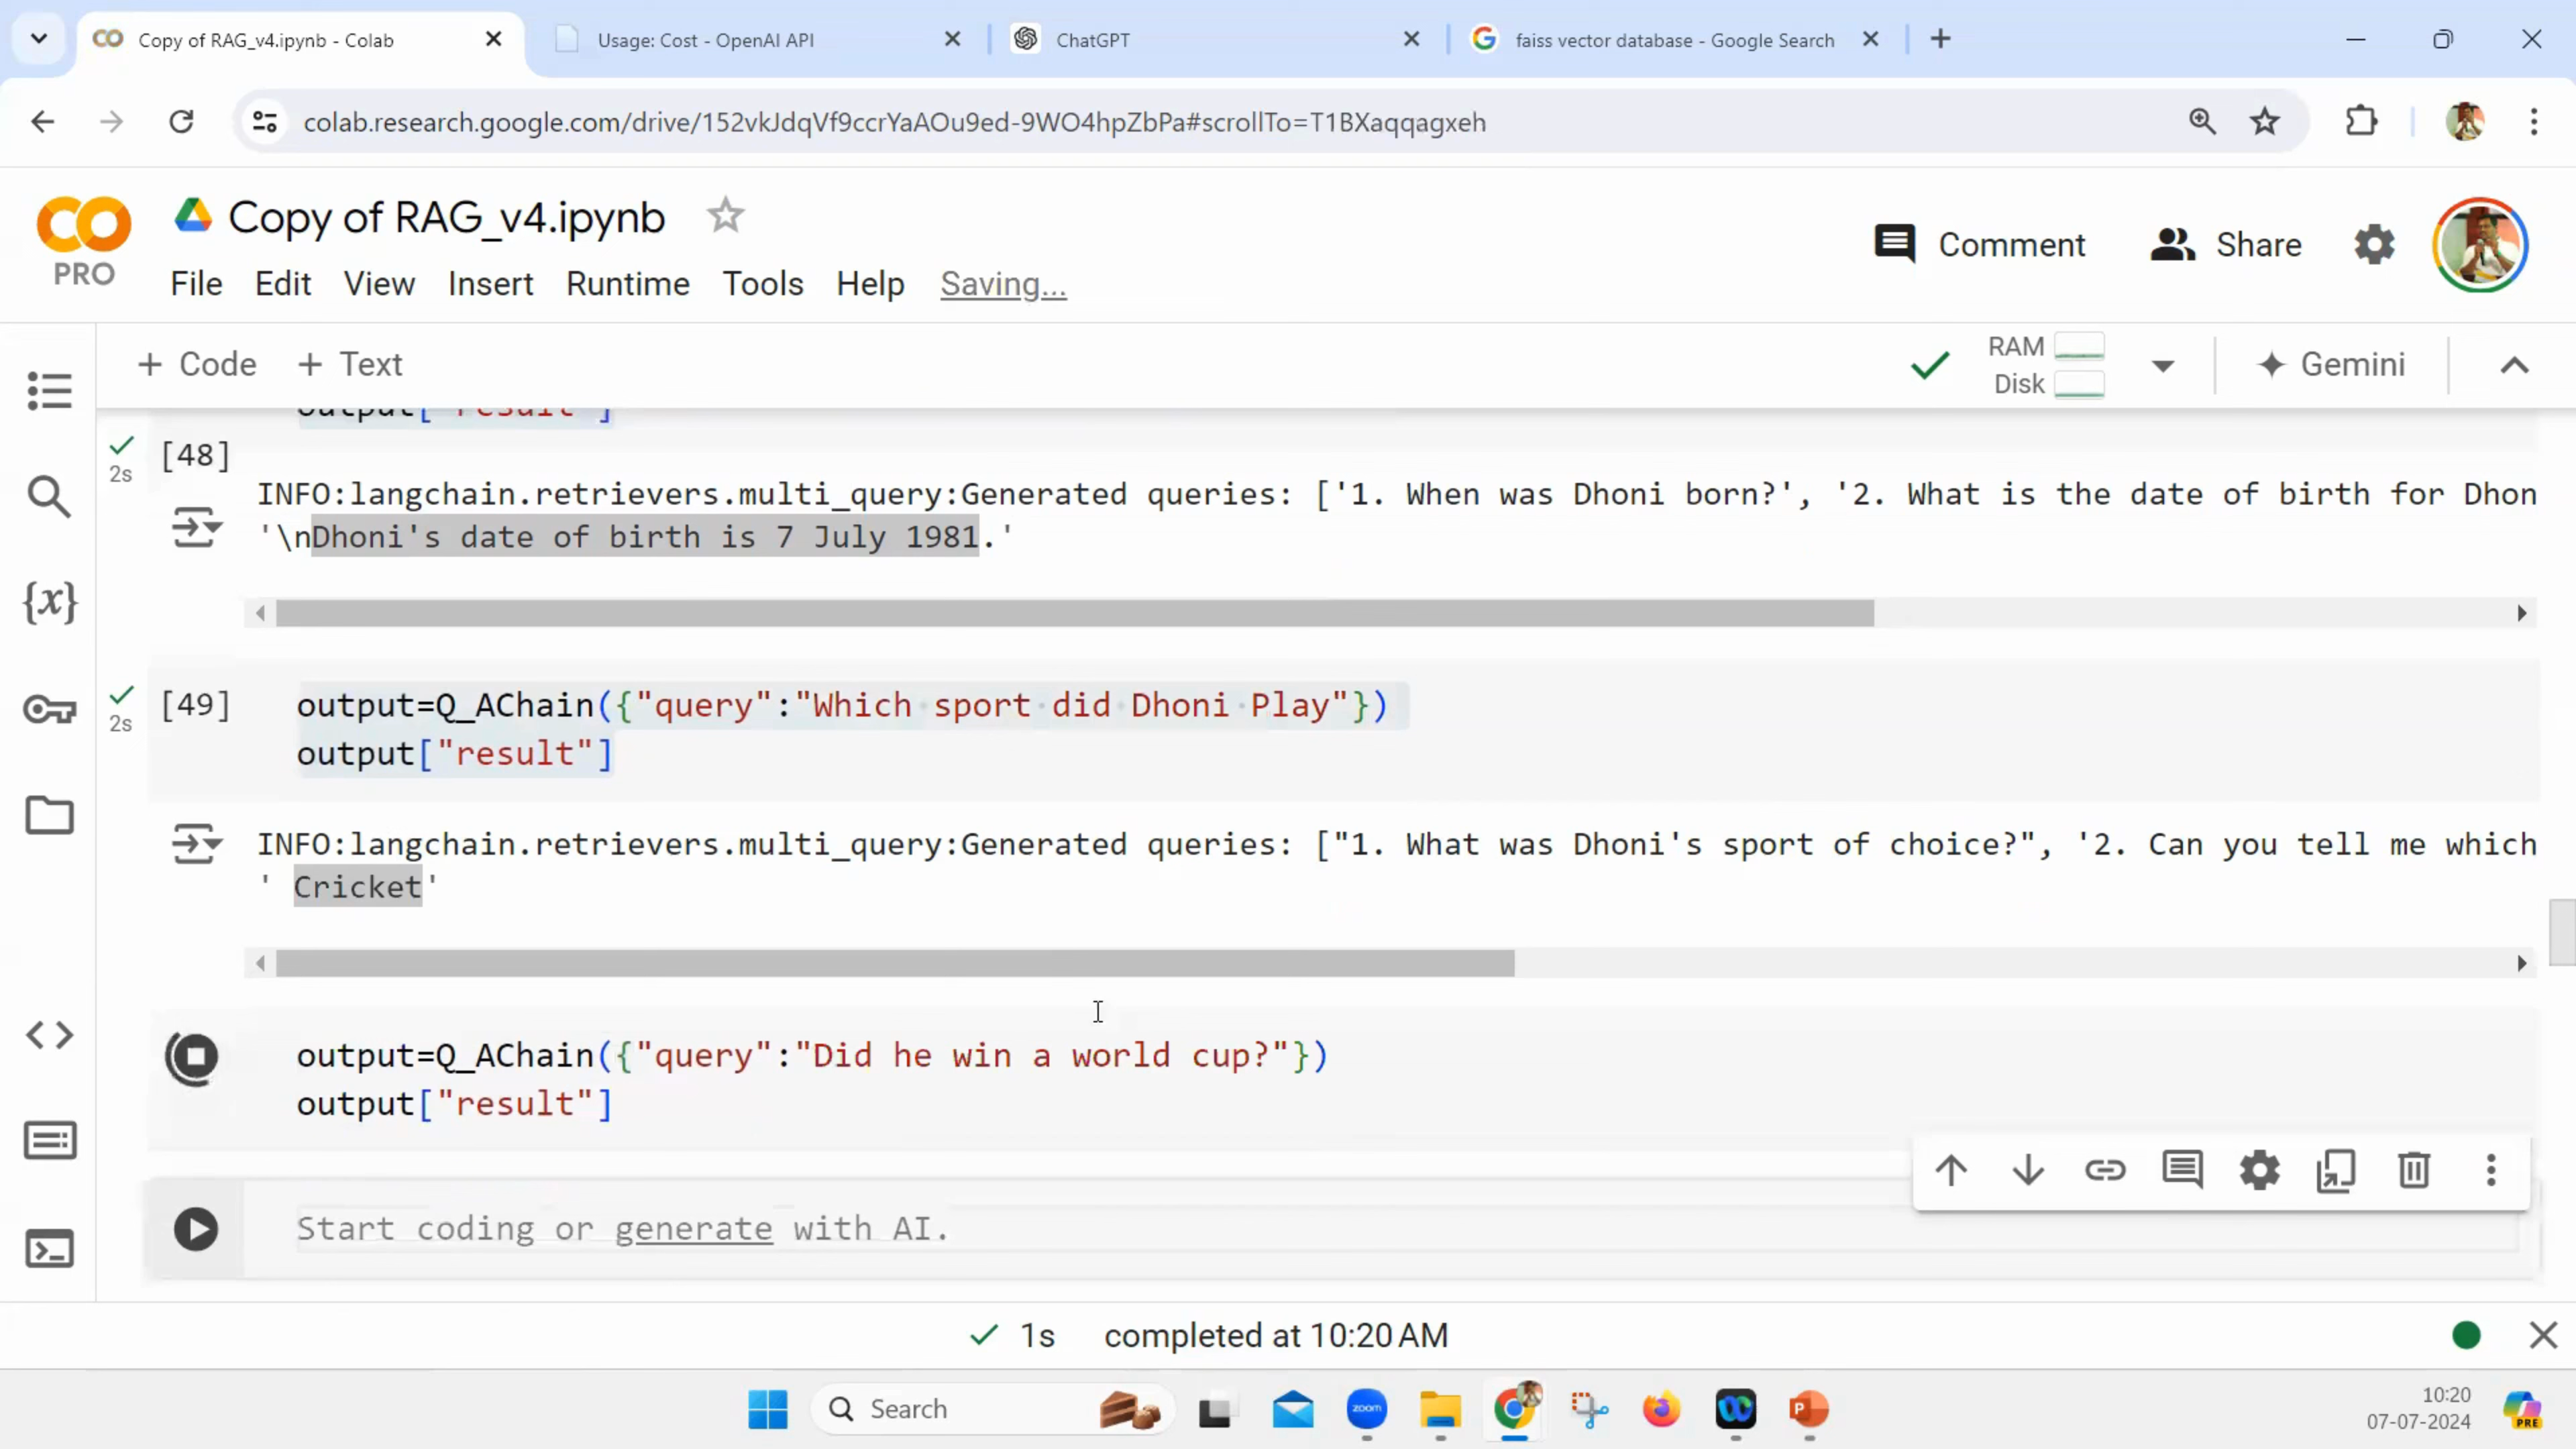 Copy of RAG_v4.ipynb - Colab
Usage: Cost - OpenAI API
ChatGPT
faiss vector database - Google Search
colab.research.google.com/drive/152vkJdqVf9ccrYaAOu9ed-9WO4hpZbPa#scrollTo=T1BXaqqagxeh
PRO
Copy of RAG_v4.ipynb
File Edit View Insert Runtime Tools Help Saving...
Comment
Share
+ Code + Text
RAM
Disk
Gemini
output["result"]
2s
[48]
INFO:langchain.retrievers.multi_query:Generated queries: ['1. When was Dhoni born?', '2. What is the date of birth for Dhon
'\nDhoni's date of birth is 7 July 1981.'
2s
[49]
output=Q_AChain({"query":"Which sport did Dhoni Play"})
output["result"]
INFO:langchain.retrievers.multi_query:Generated queries: ["1. What was Dhoni's sport of choice?", '2. Can you tell me which
' Cricket'
output=Q_AChain({"query":"Did he win a world cup?"})
output["result"]
Start coding or generate with AI.
1s completed at 10:20 AM
Search
zoom
10:20
07-07-2024
PRE